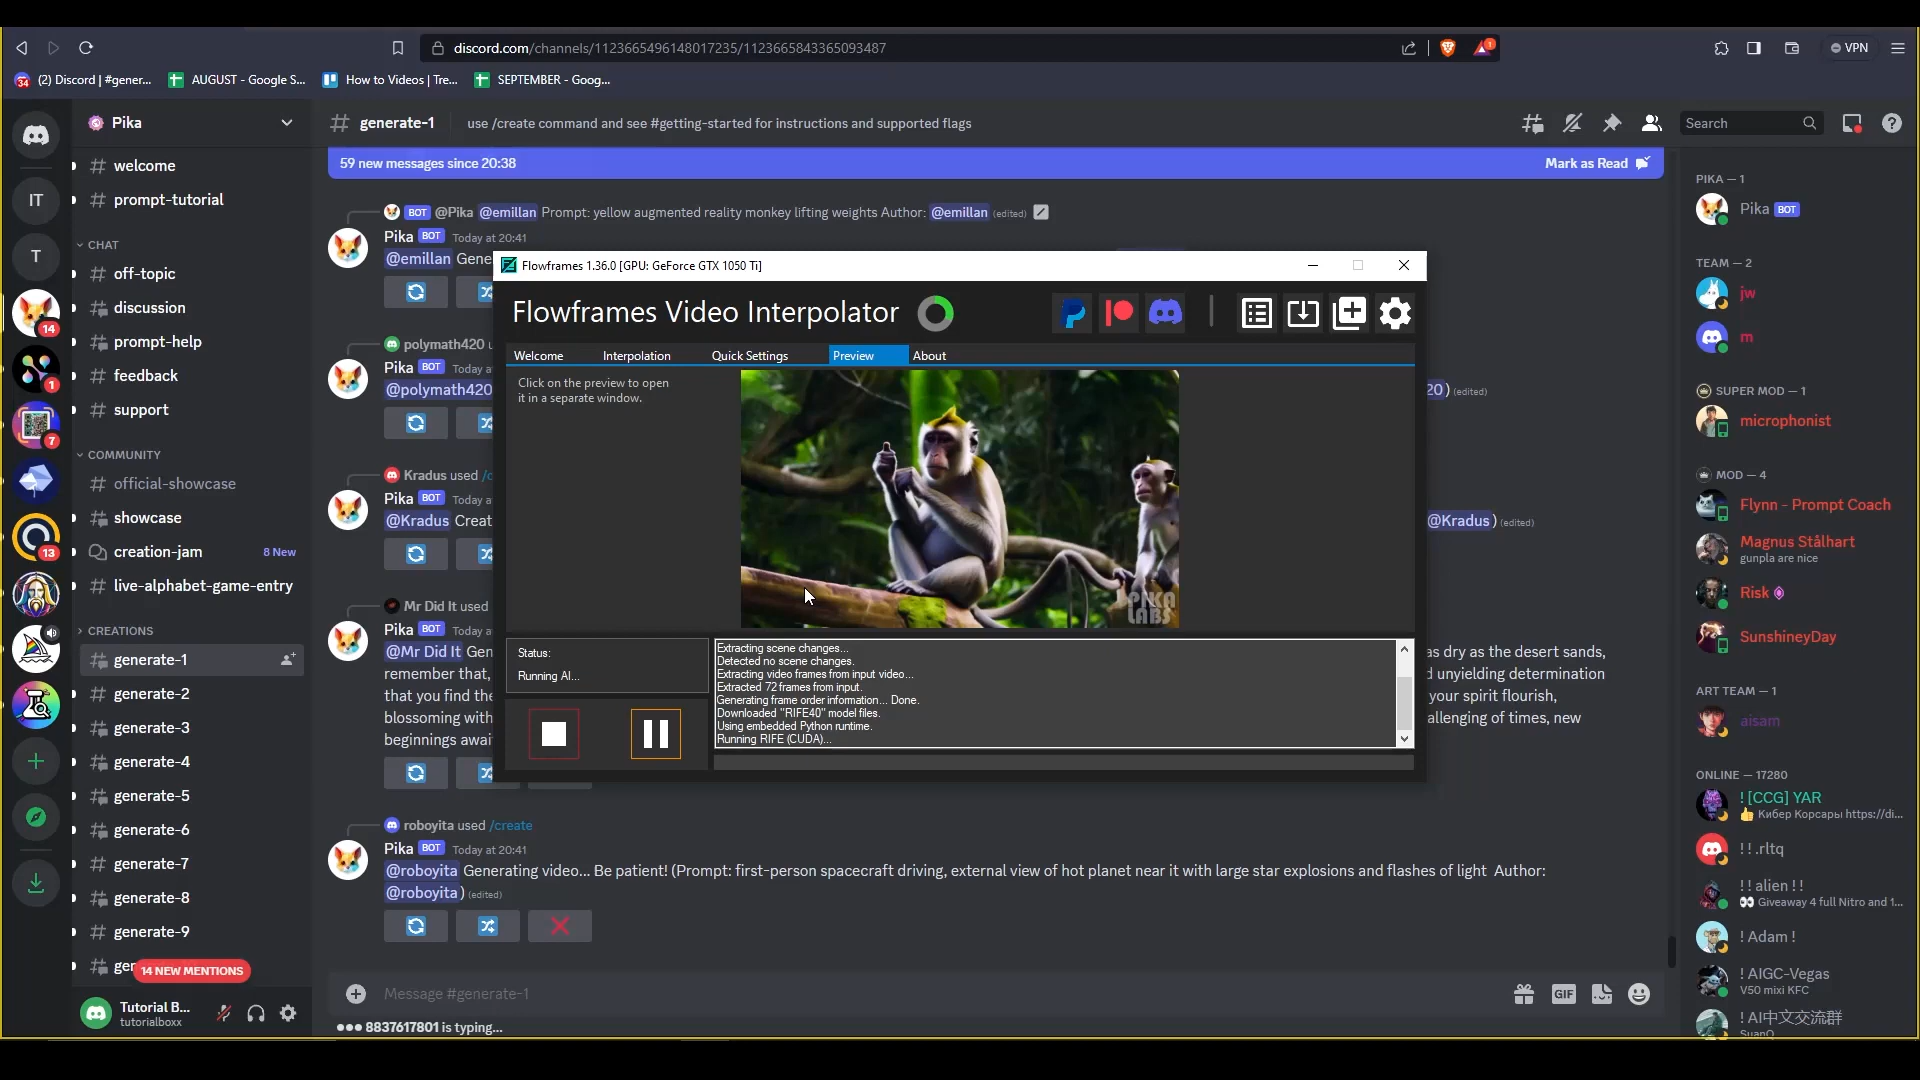 discord.com/channels/1123665496148017235/1123665843365093487
1
VPN
34
(2) Discord | #gener...
AUGUST - Google S...
How to Videos | Tre...
SEPTEMBER - Goog...
Pika
generate-1
use /create command and see #getting-started for instructions and supported flags
Search
59 new messages since 20:38
Mark as Read
IT
T
14
1
7
13
welcome
prompt-tutorial
CHAT
off-topic
discussion
prompt-help
feedback
support
COMMUNITY
official-showcase
showcase
creation-jam
8 New
live-alphabet-game-entry
CREATIONS
generate-1
generate-2
generate-3
generate-4
generate-5
generate-6
generate-7
generate-8
generate-9
14 NEW MENTIONS
Tutorial B...
tutorialboxx
BOT @Pika @emillan Prompt: yellow augmented reality monkey lifting weights Author: @emillan (edited)
Pika BOT Today at 20:41
@emillan Gene
polymath420 u
Pika BOT Today a
@polymath420
20) (edited)
Kradus used /c
Pika BOT Today a
@Kradus Creat
@Kradus) (edited)
Mr Did It used
Pika BOT Today a
@Mr Did It Gen
as dry as the desert sands,
remember that,
d unyielding determination
that you find the
your spirit flourish,
blossoming with
allenging of times, new
beginnings awai
roboyita used /create
Pika BOT Today at 20:41
@roboyita Generating video... Be patient! (Prompt: first-person spacecraft driving, external view of hot planet near it with large star explosions and flashes of light Author:
@roboyita) (edited)
Message #generate-1
GIF
8837617801 is typing...
Flowframes 1.36.0 [GPU: GeForce GTX 1050 Ti]
Flowframes Video Interpolator
Welcome
Interpolation
Quick Settings
Preview
About
Click on the preview to open
it in a separate window.
PIKA
LABS
Status:
Running AI...
Extracting scene changes...
Detected no scene changes.
Extracting video frames from input video...
Extracted 72 frames from input.
Generating frame order information... Done.
Downloaded "RIFE40" model files.
Using embedded Python runtime.
Running RIFE (CUDA)...
PIKA — 1
Pika BOT
TEAM — 2
jw
m
SUPER MOD — 1
microphonist
MOD — 4
Flynn - Prompt Coach
Magnus Stålhart
gunpla are nice
Risk
SunshineyDay
ART TEAM — 1
aisam
ONLINE — 17280
! [CCG] YAR
Кибер Корсары https://di...
! ! .rltq
! ! alien ! !
Giveaway 4 full Nitro and 1...
! Adam !
! AIGC-Vegas
V50 mixi KFC
! AI中文交流群
SuanQ